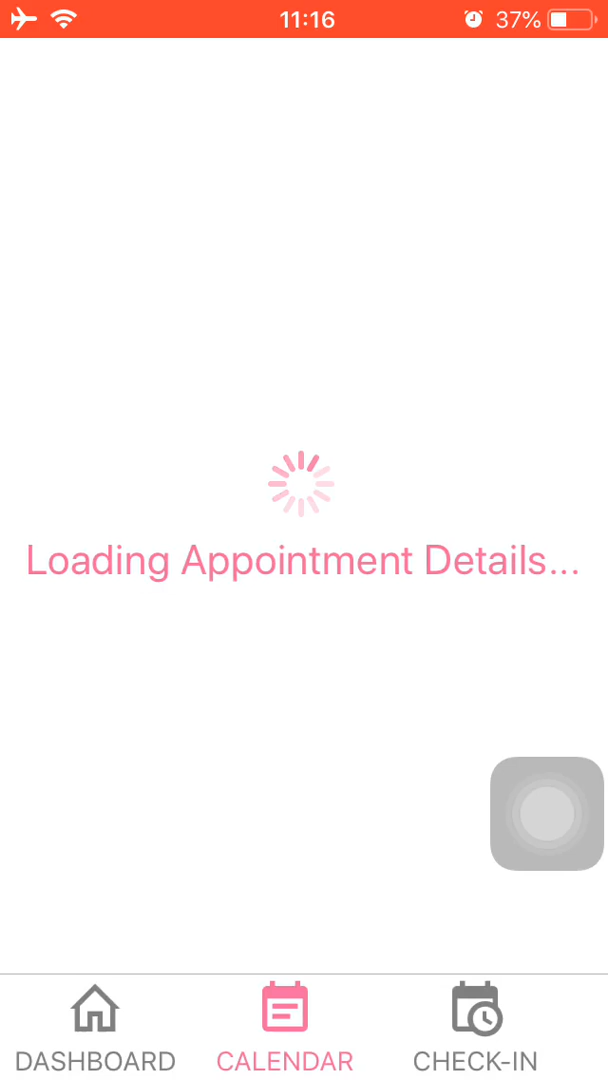 11:16 37%
Loading Appointment Details...
DASHBOARD CALENDAR CHECK-IN